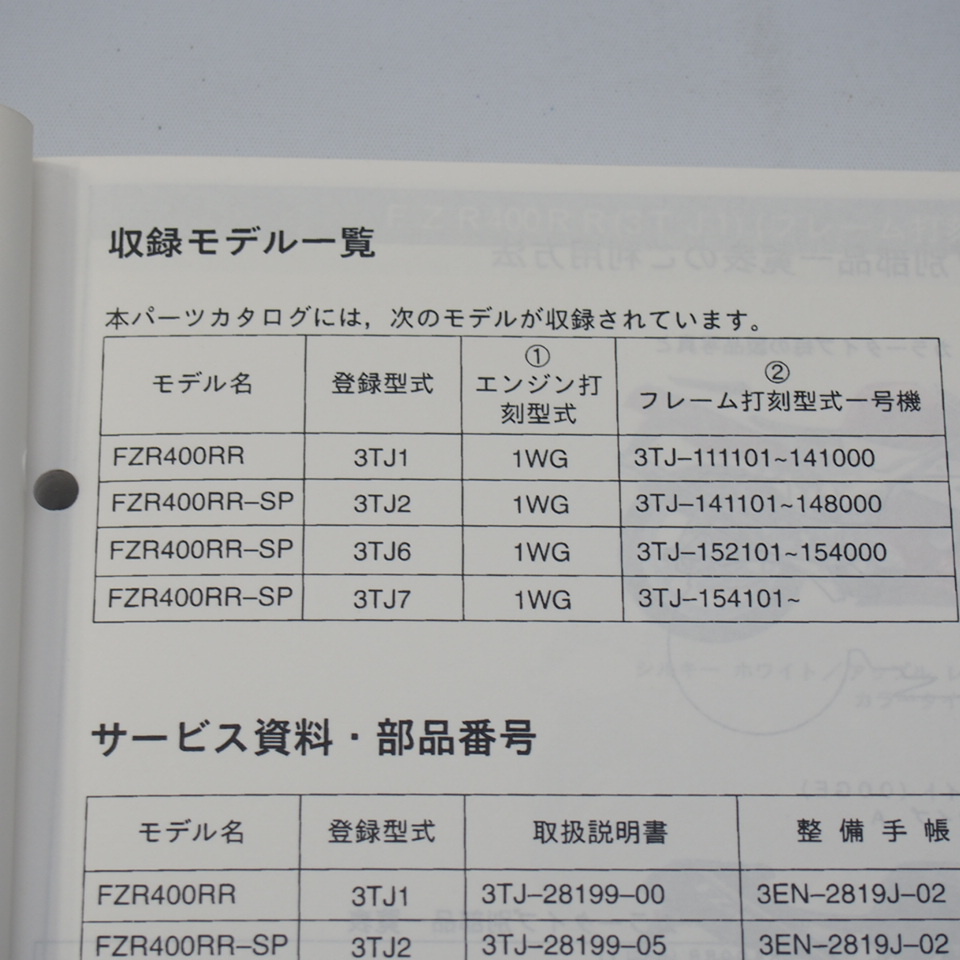 収録モデル一覧
本パーツカタログには，次のモデルが収録されています。
モデル名 登録型式 ①エンジン打刻型式 ②フレーム打刻型式一号機
FZR400RR 3TJ1 1WG 3TJ–111101~141000
FZR400RR–SP 3TJ2 1WG 3TJ–141101~148000
FZR400RR–SP 3TJ6 1WG 3TJ–152101~154000
FZR400RR–SP 3TJ7 1WG 3TJ–154101~
サービス資料・部品番号
モデル名 登録型式 取扱説明書 整備手帳
FZR400RR 3TJ1 3TJ–28199–00 3EN–2819J–02
FZR400RR–SP 3TJ2 3TJ–28199–05 3EN–2819J–02